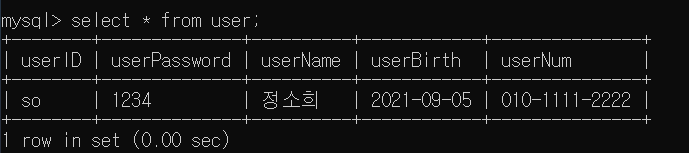 mysql> select * from user;
+--------+--------------+----------+------------+---------------+
| userID | userPassword | userName | userBirth  | userNum       |
+--------+--------------+----------+------------+---------------+
| so     | 1234         | 정소희   | 2021-09-05 | 010-1111-2222 |
+--------+--------------+----------+------------+---------------+
1 row in set (0.00 sec)